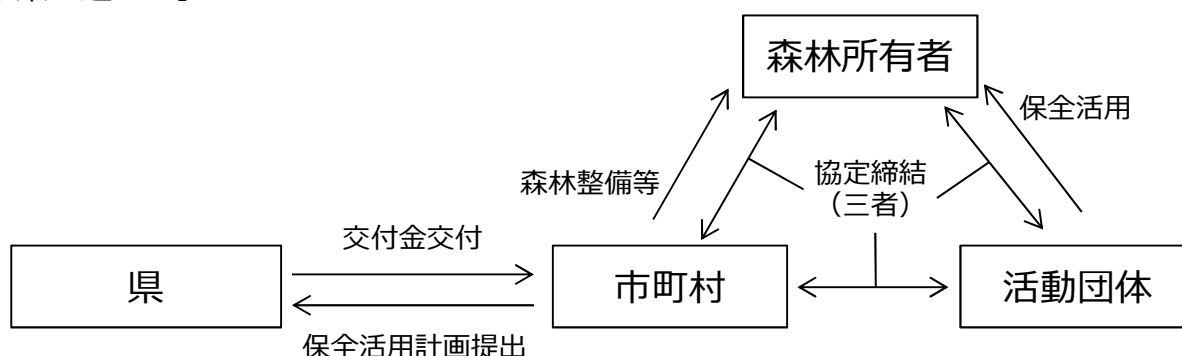 森林所有者
保全活用
森林整備等
協定締結
（三者）
交付金交付
県
市町村
活動団体
保全活用計画提出